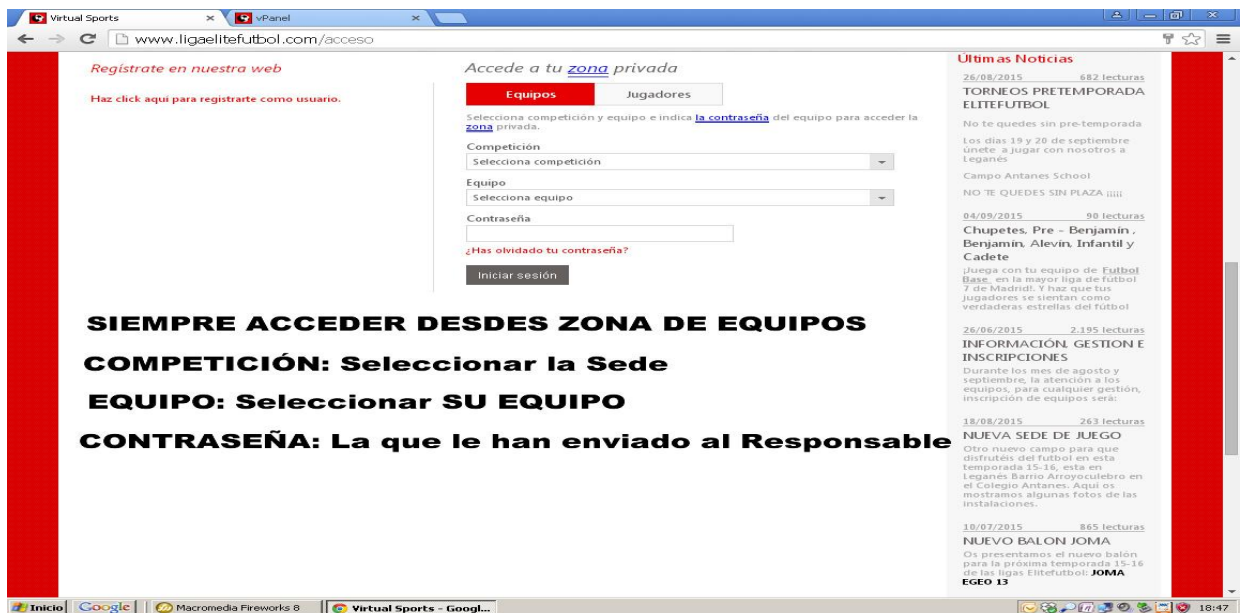 Virtual Sports
vPanel
www.ligaelitefutbol.com/acceso
Regístrate en nuestra web
Haz click aqui para registrarte como usuario.
Accede a tu zona privada
Equipos
Jugadores
Selecciona competición y equipo e indica la contraseña del equipo para acceder la
zona privada.
Competición
Selecciona competición
Equipo
Selecciona equipo
Contraseña
¿Has olvidado tu contraseña?
Iniciar sesión
SIEMPRE ACCEDER DESDES ZONA DE EQUIPOS
COMPETICIÓN: Seleccionar la Sede
EQUIPO: Seleccionar SU EQUIPO
CONTRASEÑA: La que le han enviado al Responsable
Últimas Noticias
26/08/2015 682 lecturas
TORNEOS PRETEMPORADA
ELITEFUTBOL
No te quedes sin pre-temporada
Los días 19 y 20 de septiembre
únete a jugar con nosotros a
Leganés
Campo Antanes School
NO TE QUEDES SIN PLAZA ¡¡¡¡¡
04/09/2015 90 lecturas
Chupetes, Pre - Benjamín ,
Benjamín, Alevín, Infantil y
Cadete
¡Juega con tu equipo de Futbol
Base en la mayor liga de fútbol
7 de Madrid!. Y haz que tus
jugadores se sientan como
verdaderas estrellas del fútbol
26/06/2015 2.195 lecturas
INFORMACIÓN, GESTION E
INSCRIPCIONES
Durante los mes de agosto y
septiembre, la atención a los
equipos, para cualquier gestión,
inscripción de equipos será:
18/08/2015 263 lecturas
NUEVA SEDE DE JUEGO
Otro nuevo campo para que
disfrutéis del futbol en esta
temporada 15-16, esta en
Leganés Barrio Arroyoculebro en
el Colegio Antanes. Aquí os
mostramos algunas fotos de las
instalaciones.
10/07/2015 865 lecturas
NUEVO BALON JOMA
Os presentamos el nuevo balón
para la próxima temporada 15-16
de las ligas Elitefutbol: JOMA
EGEO 13
Inicio
Google
Macromedia Fireworks 8
Virtual Sports - Googl...
18:47